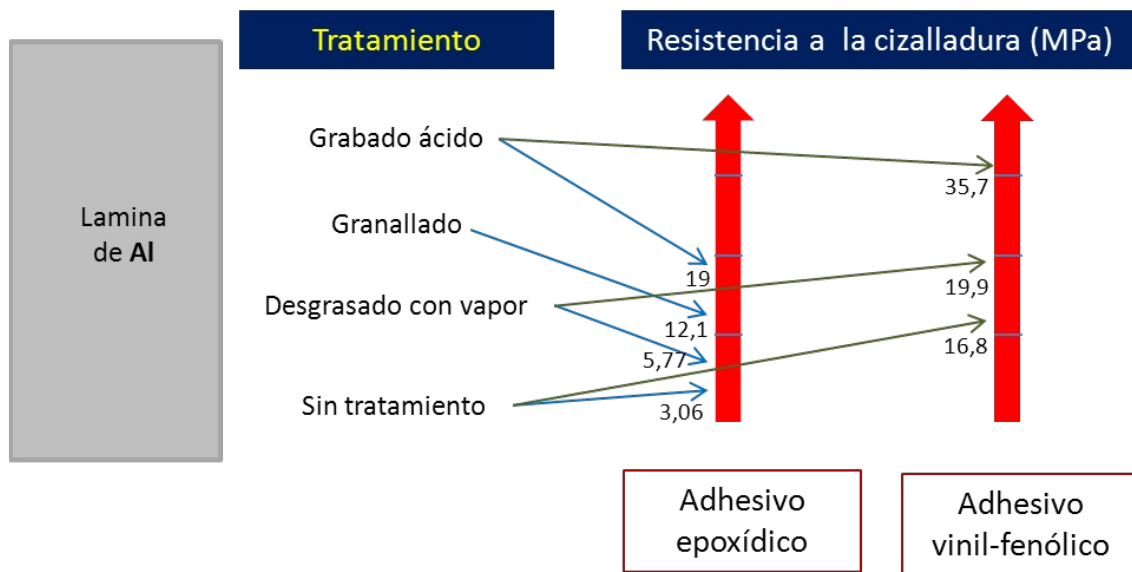 Tratamiento
Resistencia a la cizalladura (MPa)
Lamina
de Al
Grabado ácido
Granallado
Desgrasado con vapor
Sin tratamiento
19
12,1
5,77
3,06
35,7
19,9
16,8
Adhesivo
epoxídico
Adhesivo
vinil-fenólico